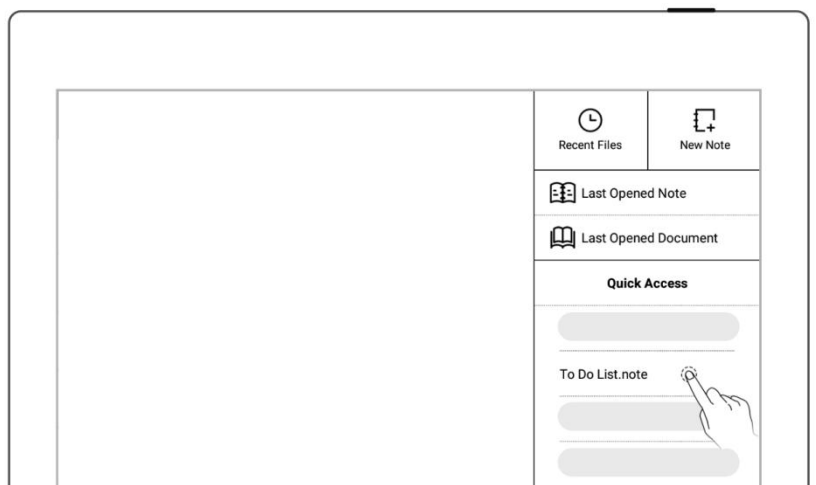 Recent Files
New Note
Last Opened Note
Last Opened Document
Quick Access
To Do List.note